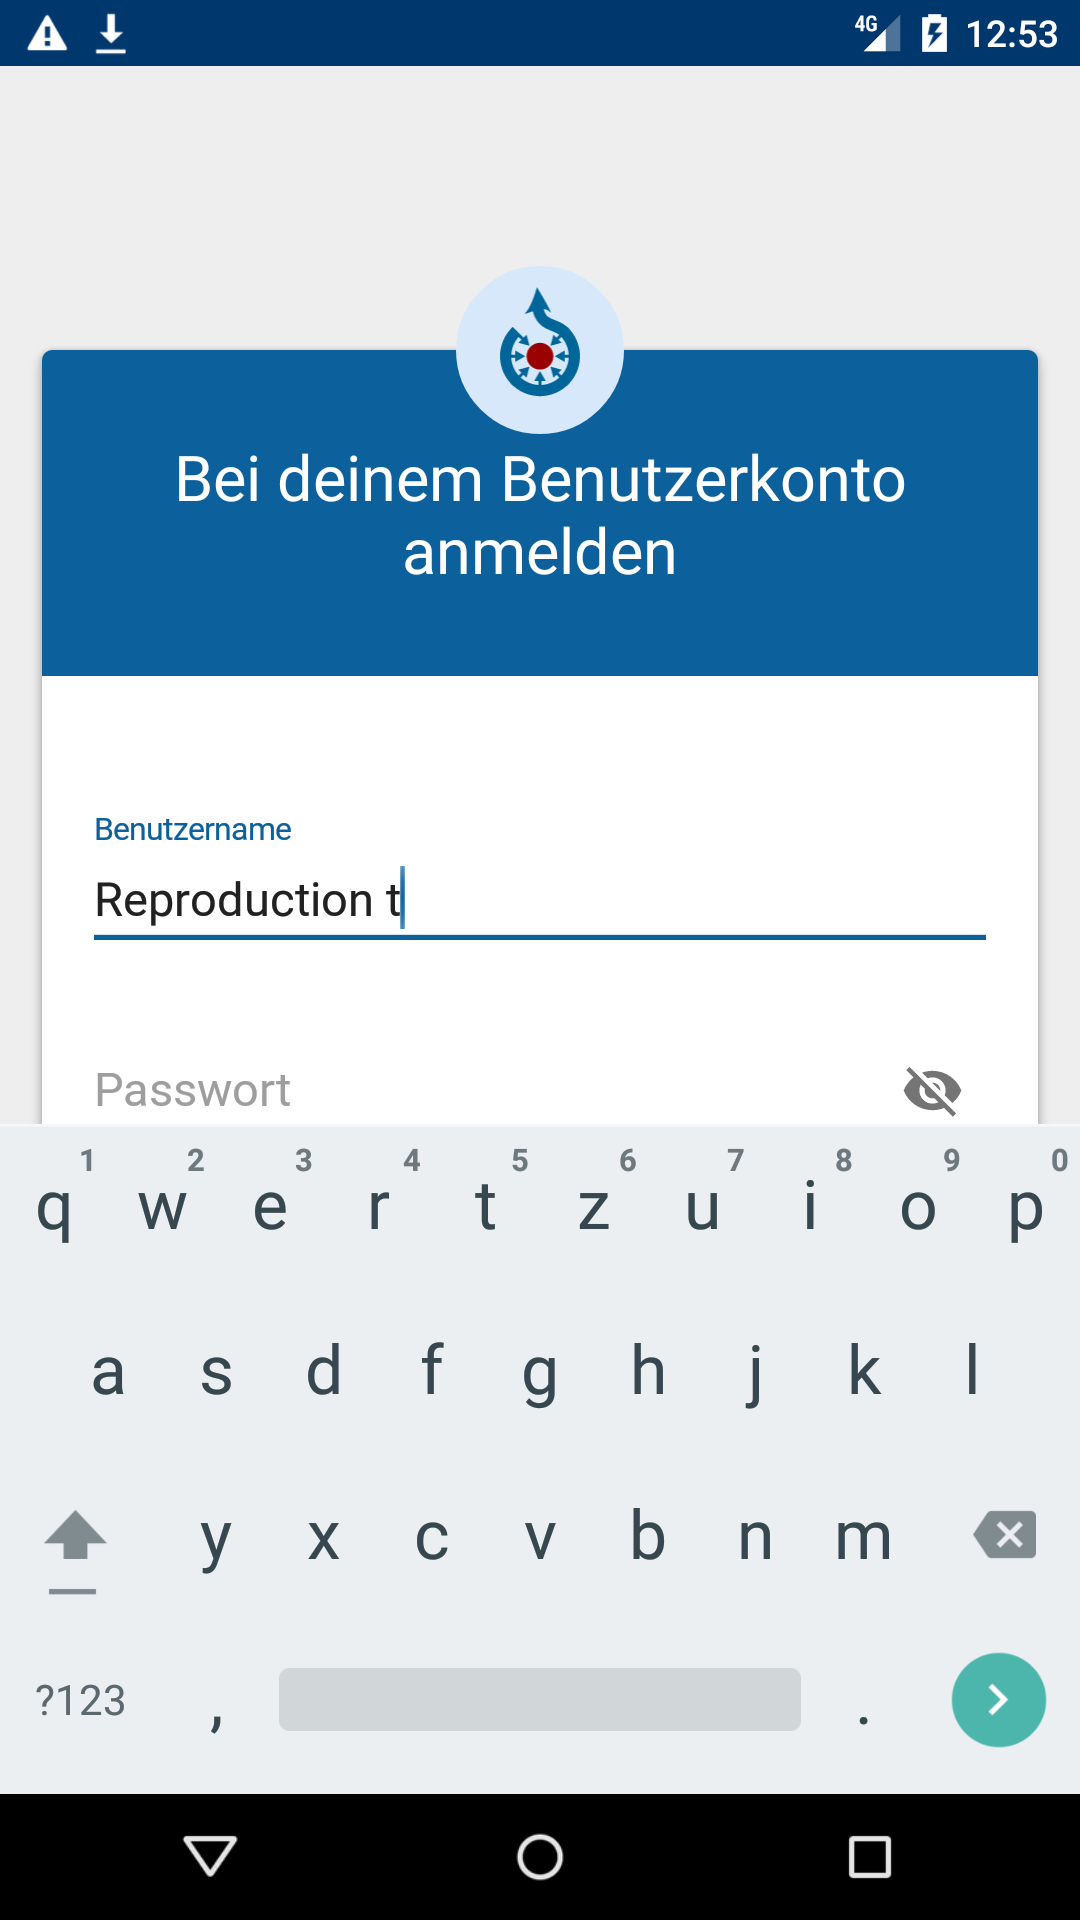 4G 12:53
Bei deinem Benutzerkonto
anmelden
Benutzername
Reproduction t
Passwort
1 2 3 4 5 6 7 8 9 0
q w e r t z u i o p
a s d f g h j k l
y x c v b n m
?123 , .